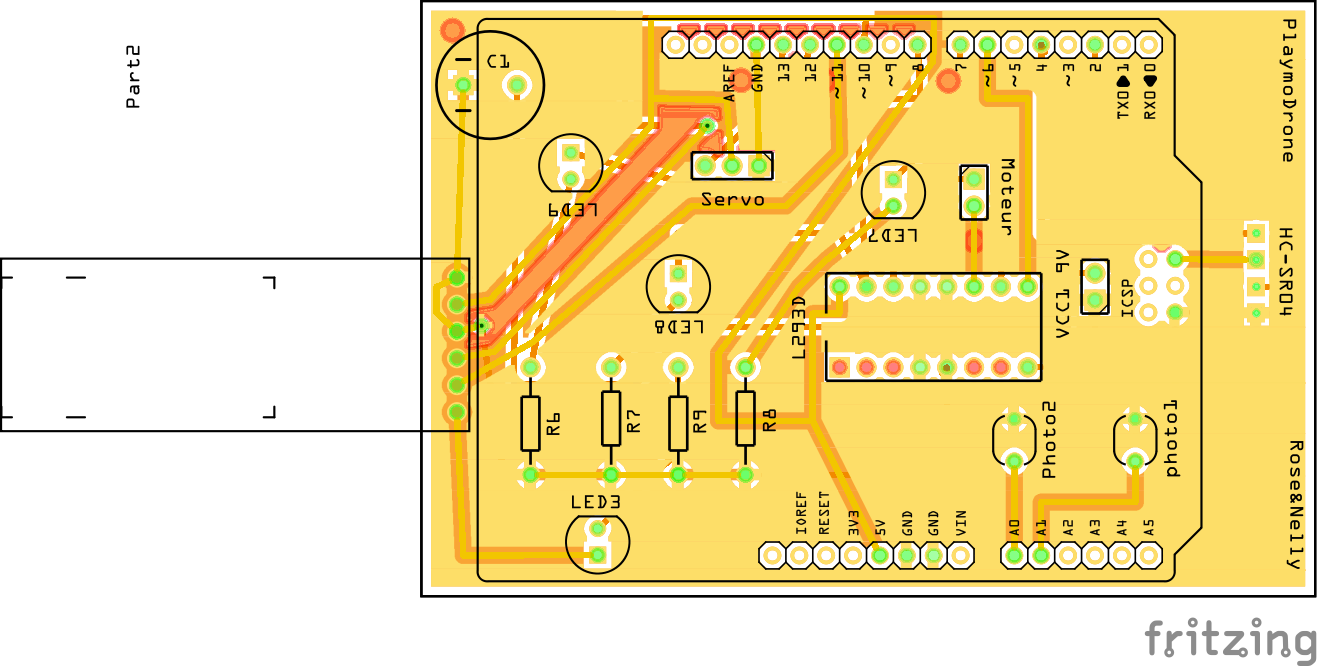 Part2
C1
AREF
GND
13
12
~11
~10
~9
8
7
~6
~5
4
~3
2
TX0▶1
RX0◀0
PlaymoDrone
LED6
Servo
LED7
Moteur
LED8
L293D
VCC1 9V
ICSP
HC-SR04
R6
R7
R9
R8
Photo2
photo1
LED3
IOREF
RESET
3V3
5V
GND
GND
VIN
A0
A1
A2
A3
A4
A5
Rose&Nelly
fritzing